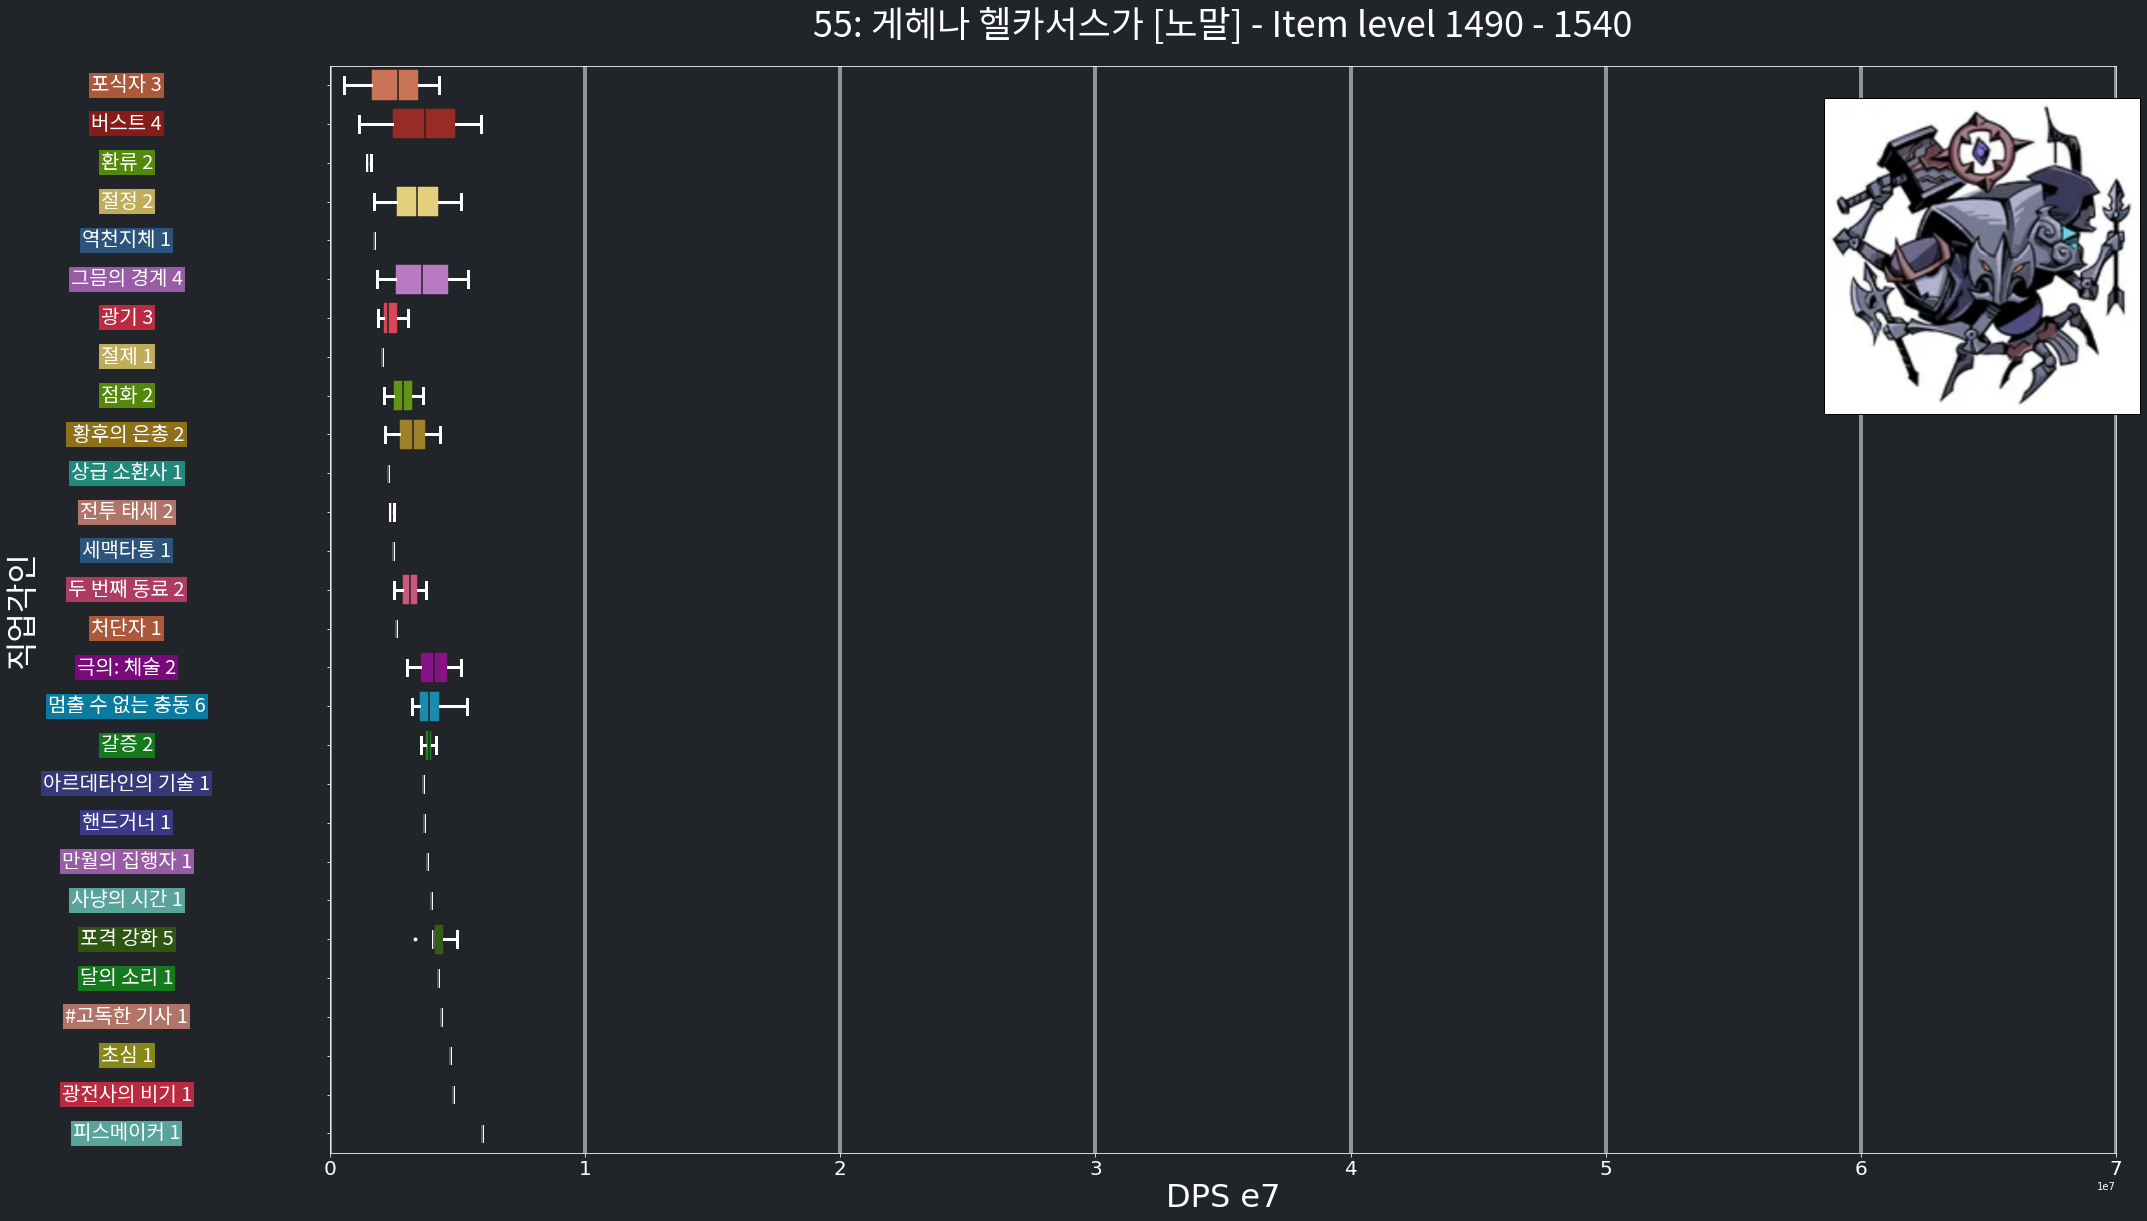 55: 게헤나 헬카서스가 [노말] - Item level 1490 - 1540
직업각인
포식자 3
버스트 4
환류 2
절정 2
역천지체 1
그믐의 경계 4
광기 3
절제 1
점화 2
황후의 은총 2
상급 소환사 1
전투 태세 2
세맥타통 1
두 번째 동료 2
처단자 1
극의: 체술 2
멈출 수 없는 충동 6
갈증 2
아르데타인의 기술 1
핸드거너 1
만월의 집행자 1
사냥의 시간 1
포격 강화 5
달의 소리 1
#고독한 기사 1
초심 1
광전사의 비기 1
피스메이커 1
0 1 2 3 4 5 6 7
1e7
DPS e7